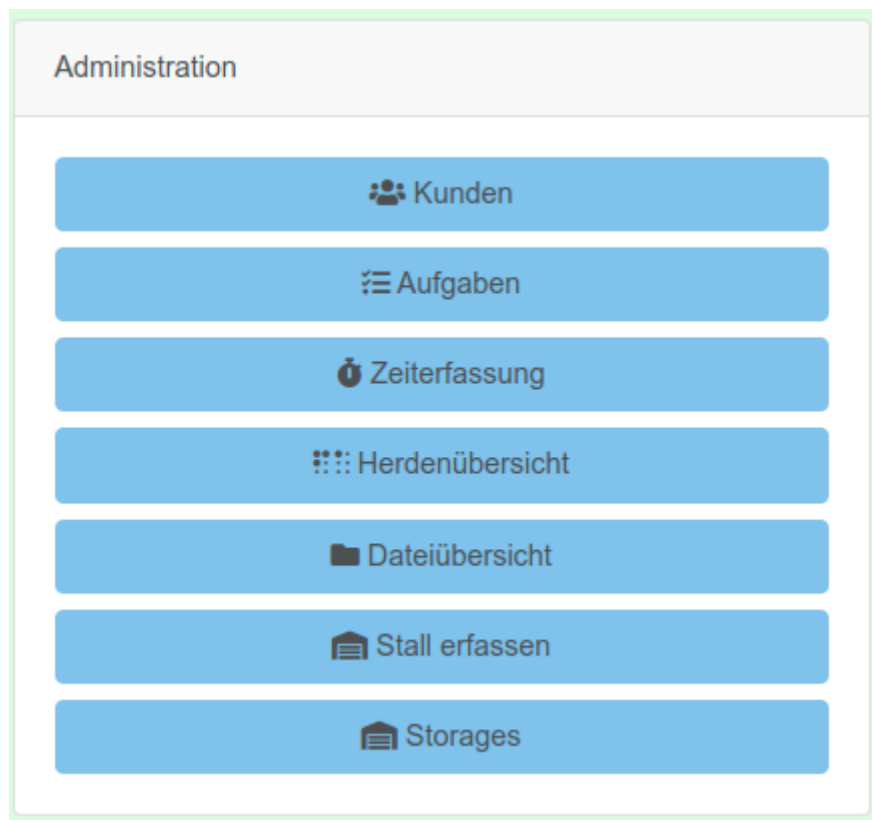 Administration
Kunden
Aufgaben
Zeiterfassung
Herdenübersicht
Dateiübersicht
Stall erfassen
Storages